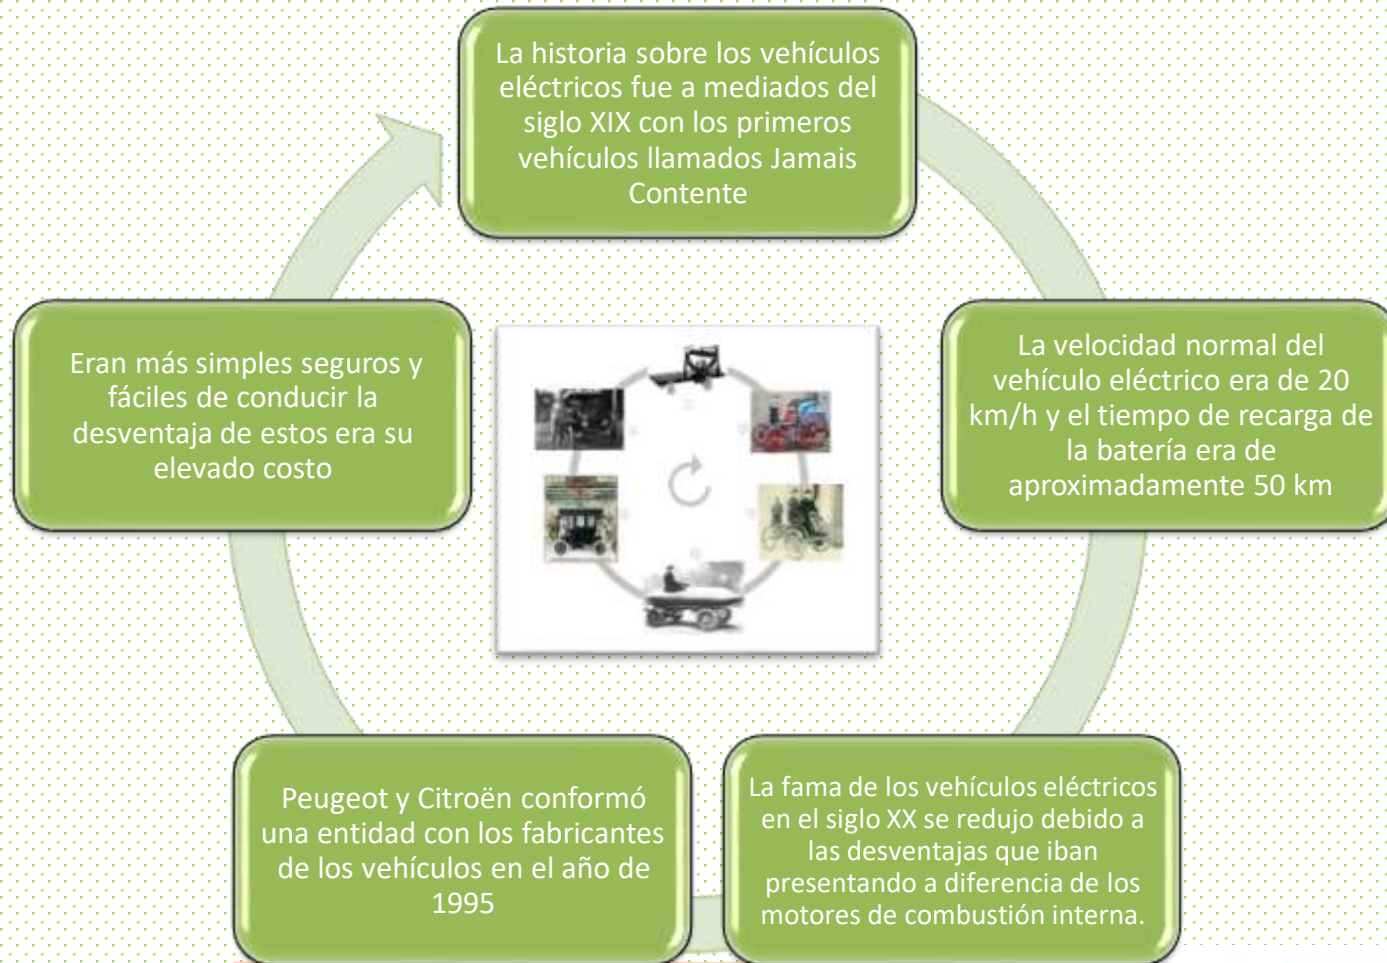 La historia sobre los vehículos
eléctricos fue a mediados del
siglo XIX con los primeros
vehículos llamados Jamais
Contente
La velocidad normal del
vehículo eléctrico era de 20
km/h y el tiempo de recarga de
la batería era de
aproximadamente 50 km
La fama de los vehículos eléctricos
en el siglo XX se redujo debido a
las desventajas que iban
presentando a diferencia de los
motores de combustión interna.
Peugeot y Citroën conformó
una entidad con los fabricantes
de los vehículos en el año de
1995
Eran más simples seguros y
fáciles de conducir la
desventaja de estos era su
elevado costo